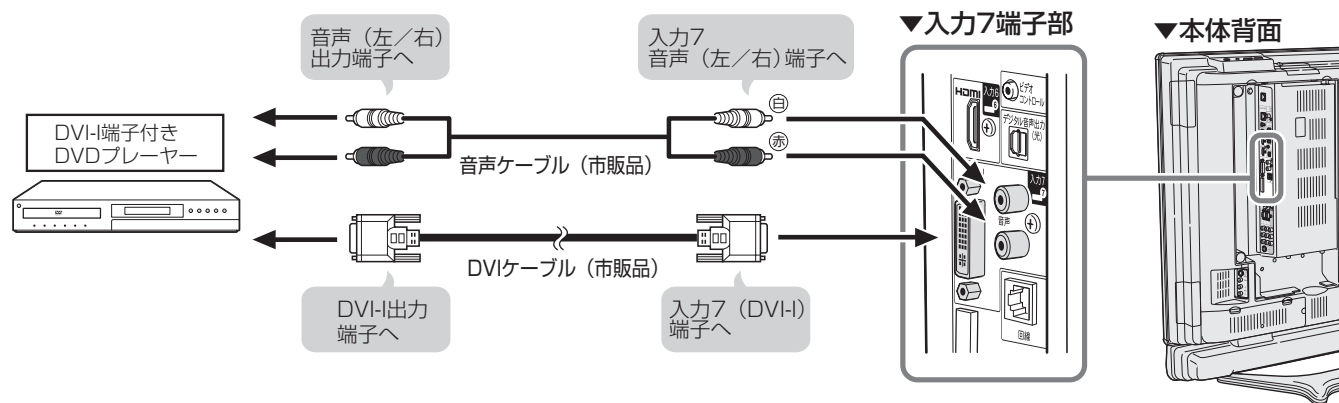 音声（左／右）
出力端子へ
入力7
音声（左／右）端子へ
▼入力7端子部
▼本体背面
白
赤
DVI-I端子付き
DVDプレーヤー
音声ケーブル（市販品）
DVIケーブル（市販品）
DVI-I出力
端子へ
入力7（DVI-I）
端子へ
HDMI
入力6
6
ビデオ
コントロール
デジタル音声出力
（光）
入力7
7
音声
回線